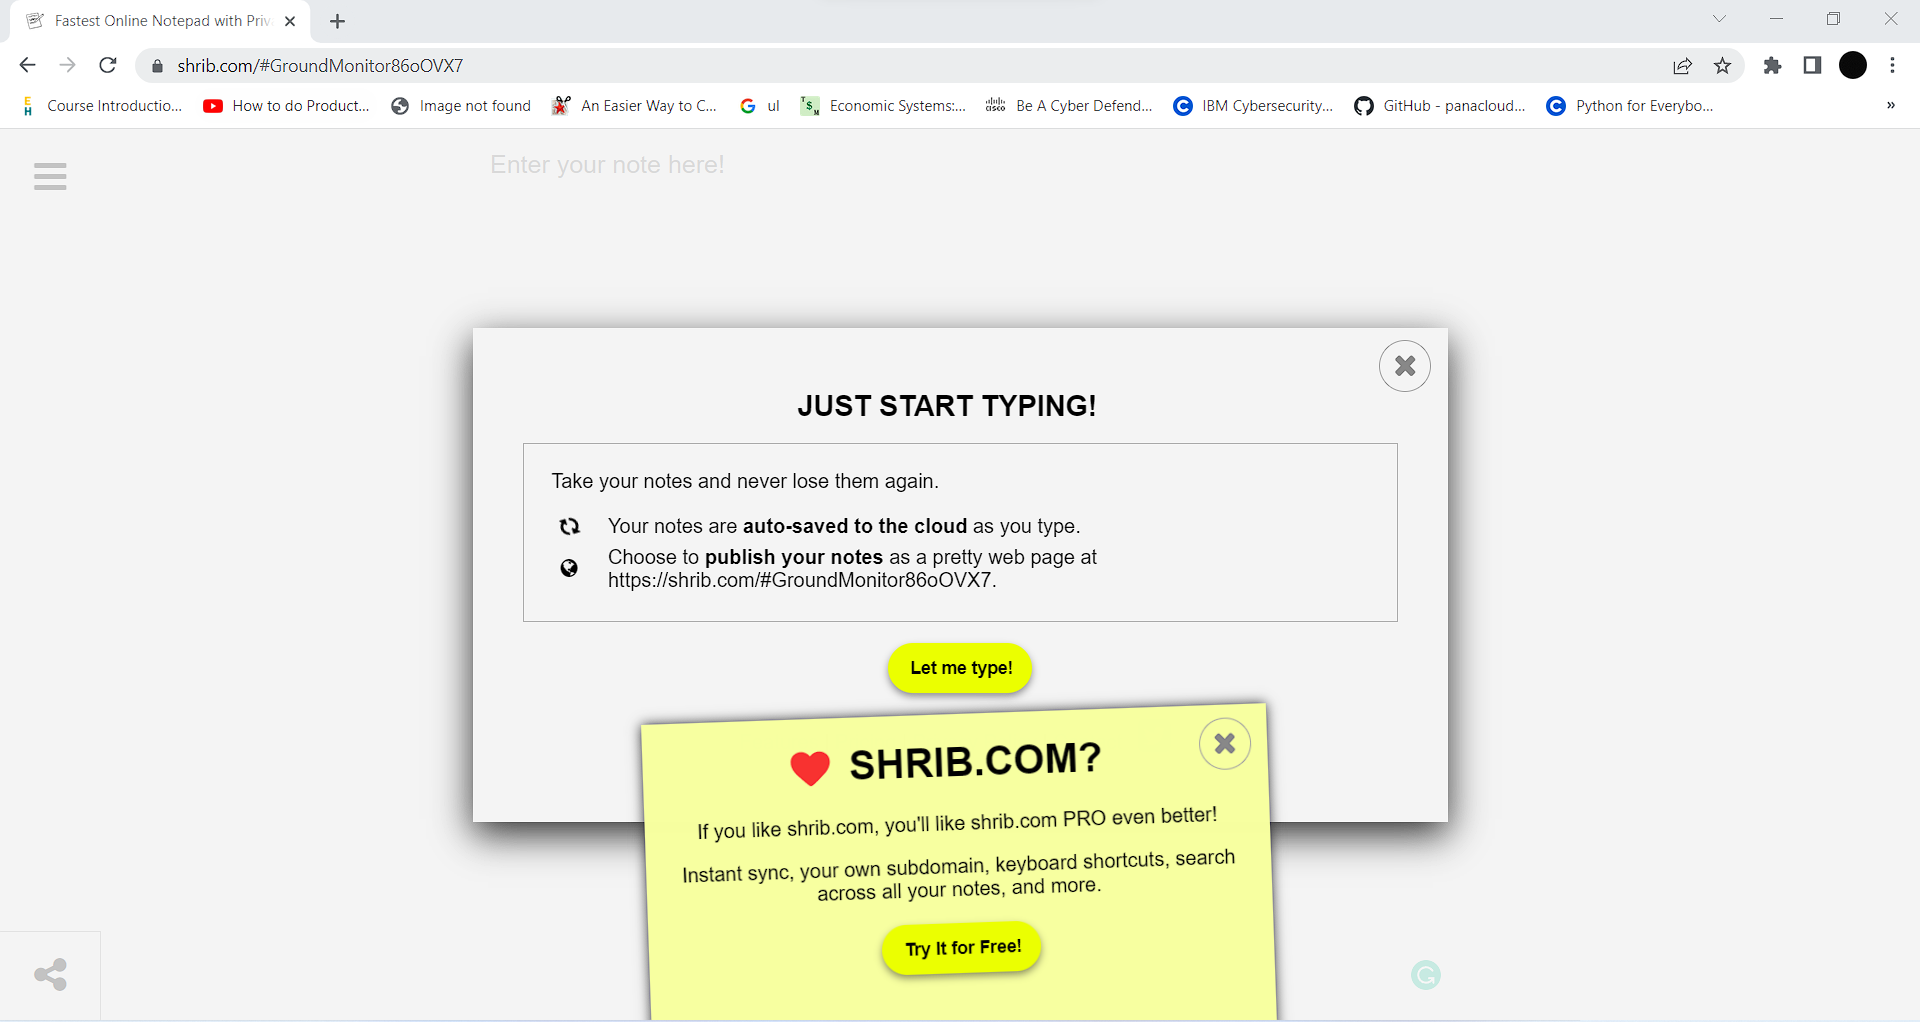 Fastest Online Notepad with Priv
shrib.com/#GroundMonitor86oOVX7
Course Introductio... How to do Product... Image not found An Easier Way to C... ul Economic Systems:... Be A Cyber Defend... IBM Cybersecurity... GitHub - panacloud... Python for Everybo... »
Enter your note here!
JUST START TYPING!
Take your notes and never lose them again.
Your notes are auto-saved to the cloud as you type.
Choose to publish your notes as a pretty web page at
https://shrib.com/#GroundMonitor86oOVX7.
Let me type!
SHRIB.COM?
If you like shrib.com, you'll like shrib.com PRO even better!
Instant sync, your own subdomain, keyboard shortcuts, search
across all your notes, and more.
Try It for Free!